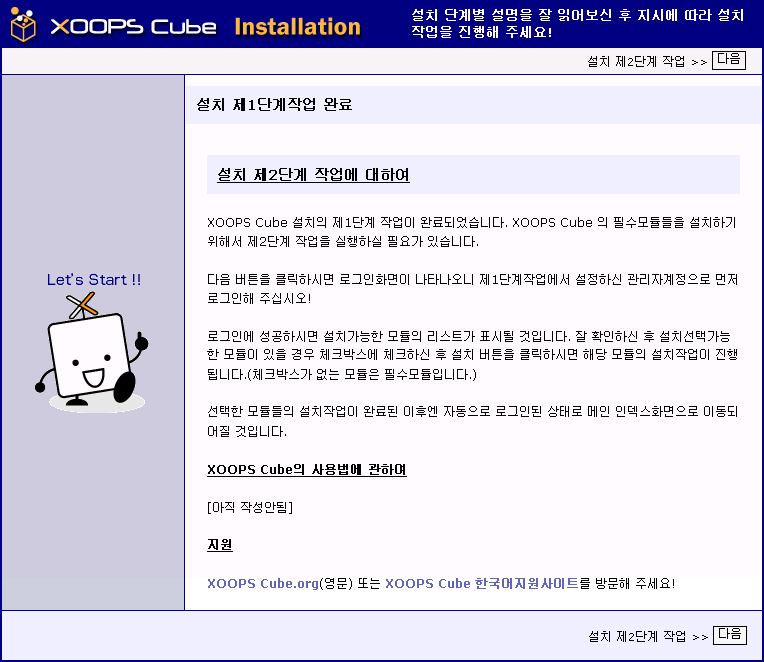 XOOPS Cube Installation
설치 단계별 설명을 잘 읽어보신 후 지시에 따라 설치
작업을 진행해 주세요!
설치 제2단계 작업 >> 다음
설치 제1단계작업 완료
설치 제2단계 작업에 대하여
XOOPS Cube 설치의 제1단계 작업이 완료되었습니다. XOOPS Cube 의 필수모듈들을 설치하기
위해서 제2단계 작업을 실행하실 필요가 있습니다.
다음 버튼을 클릭하시면 로그인화면이 나타나오니 제1단계작업에서 설정하신 관리자계정으로 먼저
로그인해 주십시오!
로그인에 성공하시면 설치가능한 모듈의 리스트가 표시될 것입니다. 잘 확인하신 후 설치선택가능
한 모듈이 있을 경우 체크박스에 체크하신 후 설치 버튼을 클릭하시면 해당 모듈의 설치작업이 진행
됩니다.(체크박스가 없는 모듈은 필수모듈입니다.)
선택한 모듈들의 설치작업이 완료된 이후엔 자동으로 로그인된 상태로 메인 인덱스화면으로 이동되
어질 것입니다.
XOOPS Cube의 사용법에 관하여
[아직 작성안됨]
지원
XOOPS Cube.org(영문) 또는 XOOPS Cube 한국어지원사이트를 방문해 주세요!
Let's Start !!
설치 제2단계 작업 >> 다음